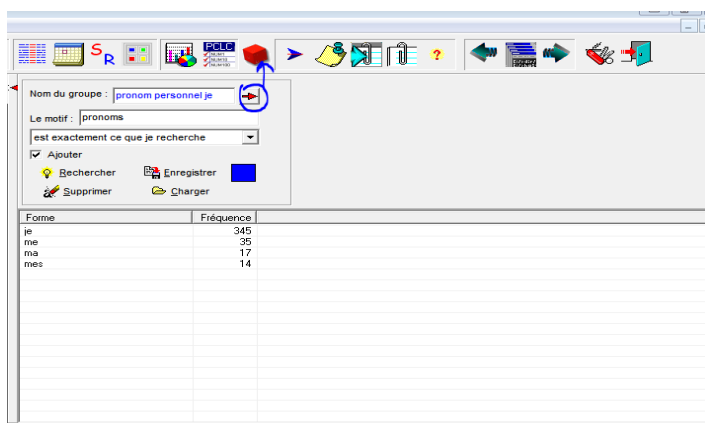 S R
PCLC
?
Nom du groupe : pronom personnel je
Le motif : pronoms
est exactement ce que je recherche
Ajouter
Rechercher Enregistrer
Supprimer Charger
Forme Fréquence
je 345
me 35
ma 17
mes 14